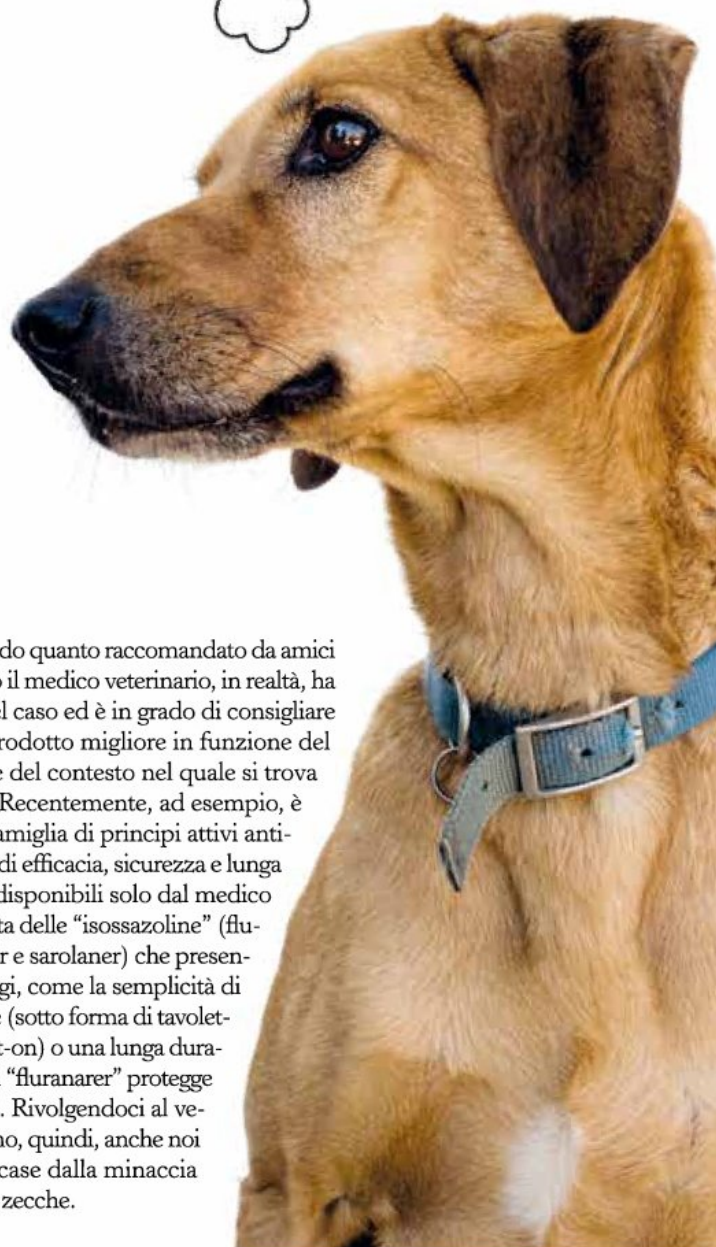 do quanto raccomandato da amici
il medico veterinario, in realtà, ha
el caso ed è in grado di consigliare
rodotto migliore in funzione del
e del contesto nel quale si trova
Recentemente, ad esempio, è
amiglia di principi attivi anti-
di efficacia, sicurezza e lunga
disponibili solo dal medico
ta delle “isossazoline” (flu-
r e sarolaner) che presen-
gi, come la semplicità di
e (sotto forma di tavolet-
t-on) o una lunga dura-
“fluranarer” protegge
. Rivolgendoci al ve-
no, quindi, anche noi
case dalla minaccia
zecche.